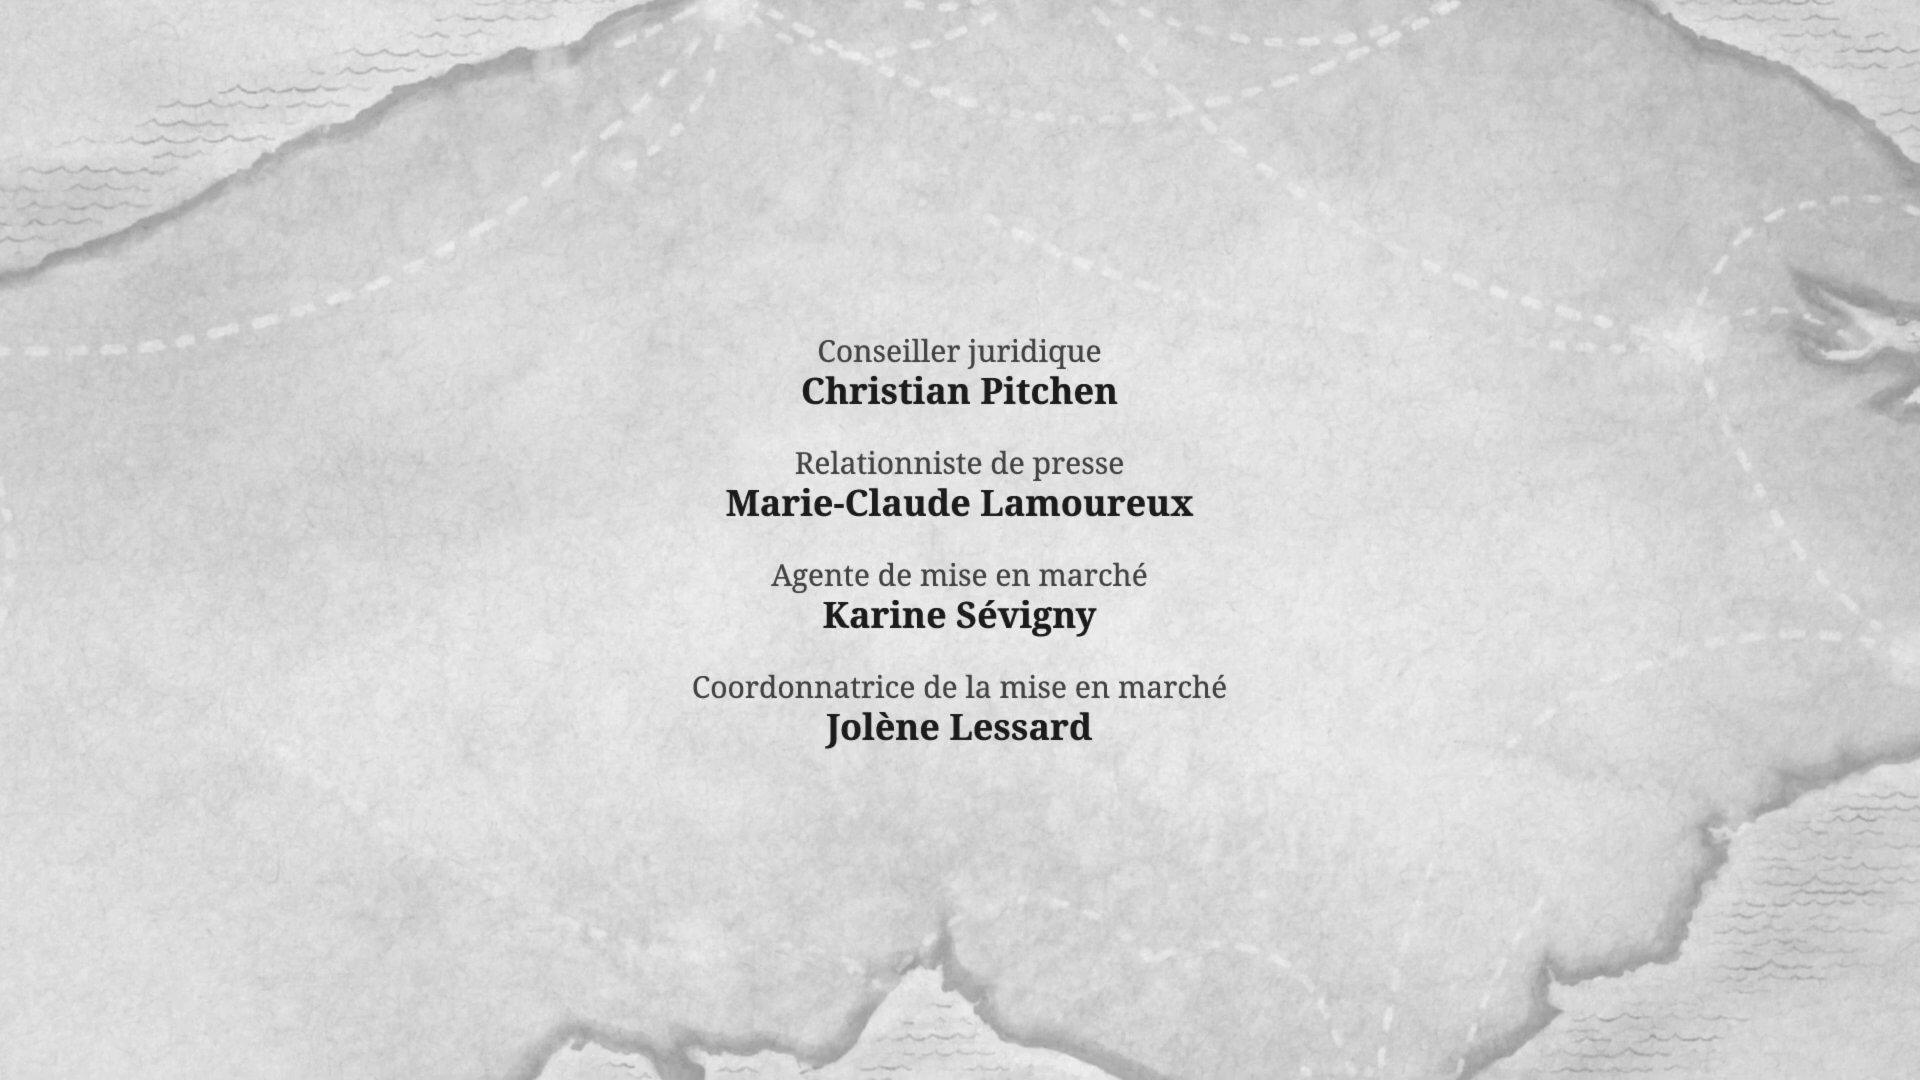 Conseiller juridique
Christian Pitchen
Relationniste de presse
Marie-Claude Lamoureux
Agente de mise en marché
Karine Sévigny
Coordonnatrice de la mise en marché
Jolène Lessard